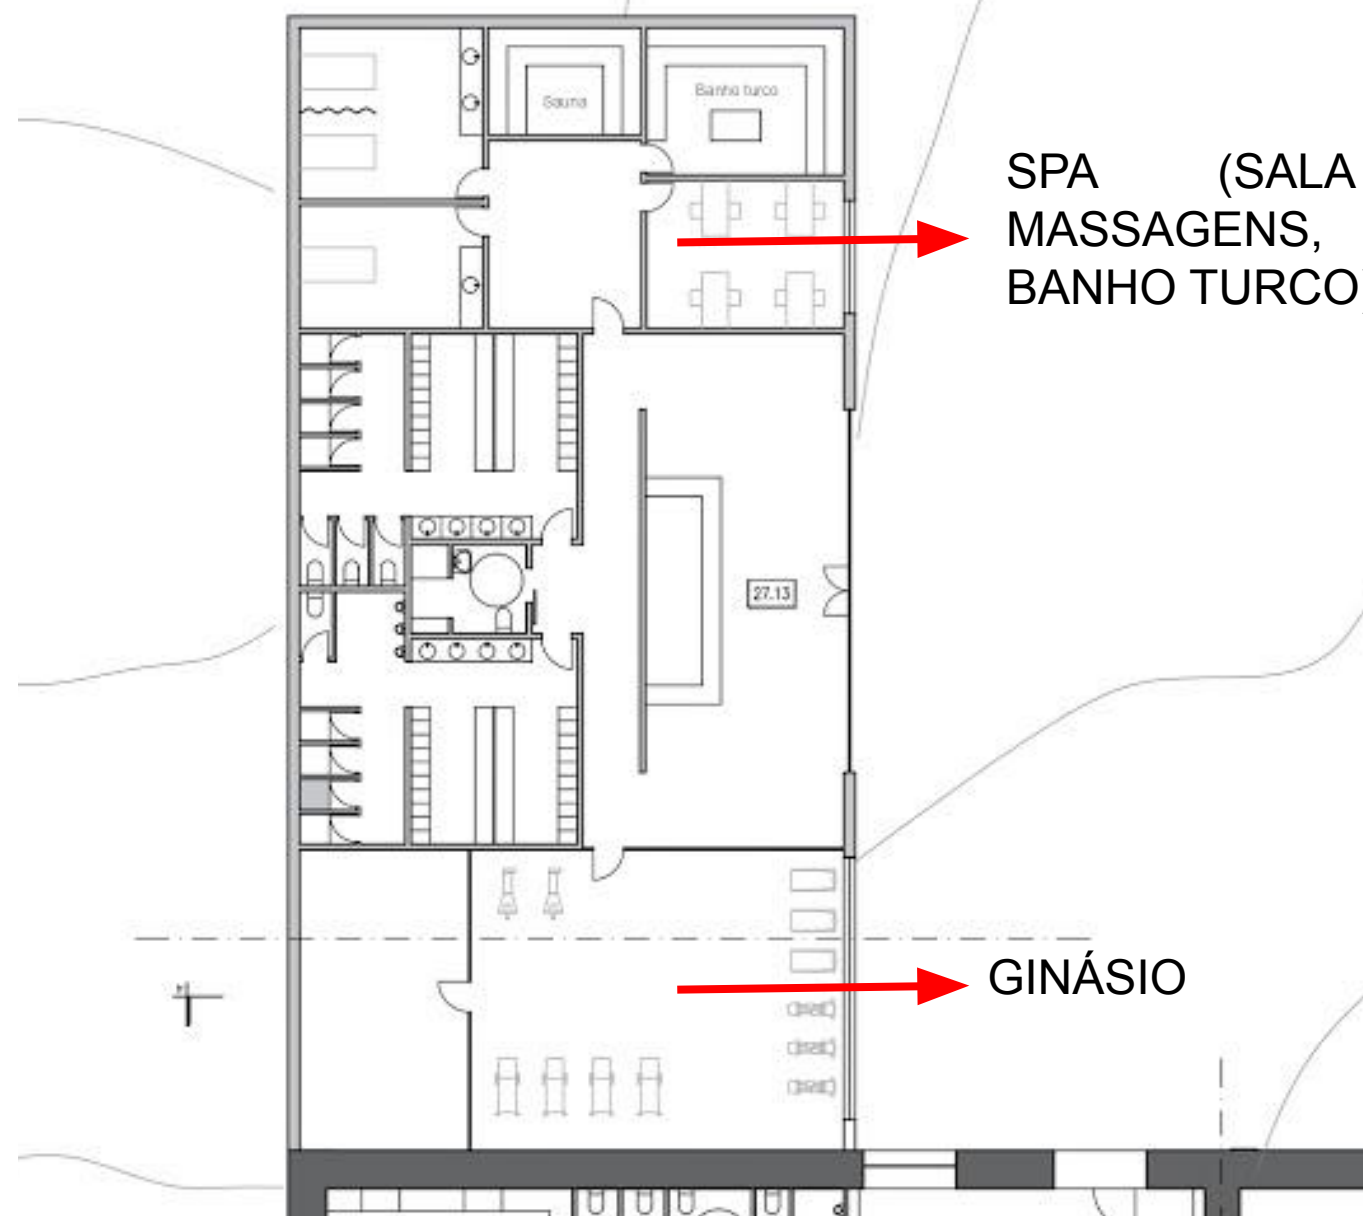 Sauna
Banho turco
SPA (SALA
MASSAGENS,
BANHO TURCO
27.13
GINÁSIO